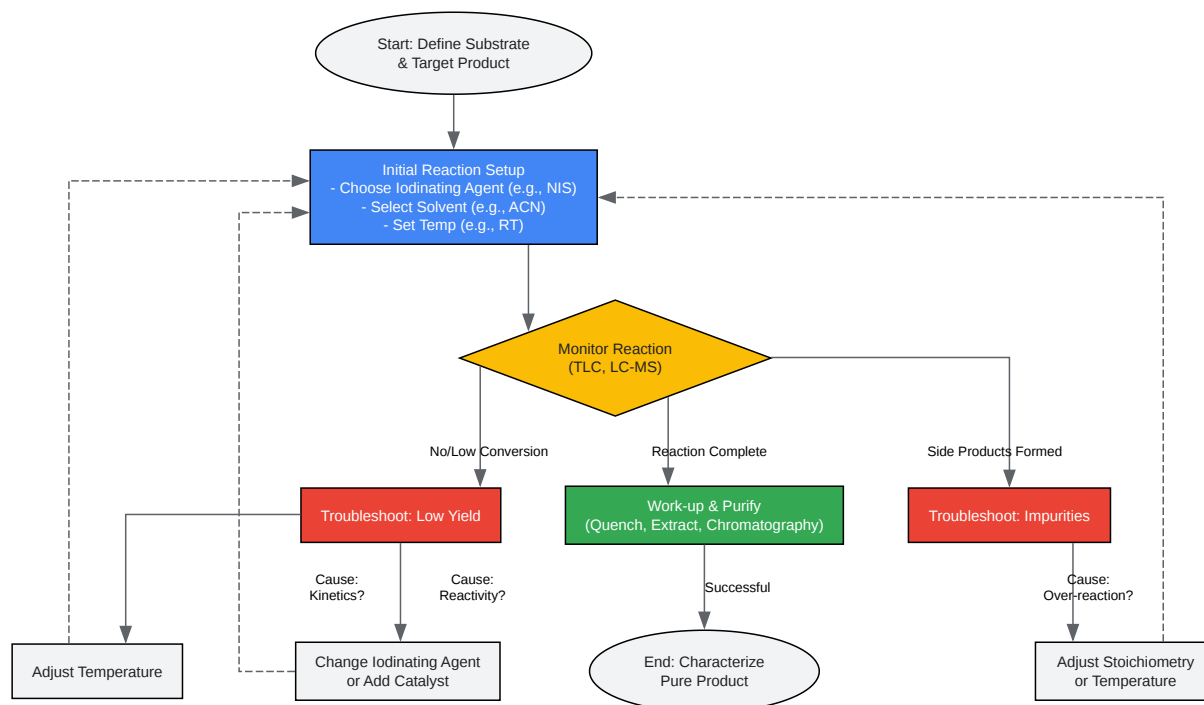 Start: Define Substrate
& Target Product
Initial Reaction Setup
- Choose Iodinating Agent (e.g., NIS)
- Select Solvent (e.g., ACN)
- Set Temp (e.g., RT)
Monitor Reaction
(TLC, LC-MS)
No/Low Conversion
Reaction Complete
Side Products Formed
Troubleshoot: Low Yield
Work-up & Purify
(Quench, Extract, Chromatography)
Troubleshoot: Impurities
Cause:
Kinetics?
Cause:
Reactivity?
Successful
Cause:
Over-reaction?
Adjust Temperature
Change Iodinating Agent
or Add Catalyst
End: Characterize
Pure Product
Adjust Stoichiometry
or Temperature